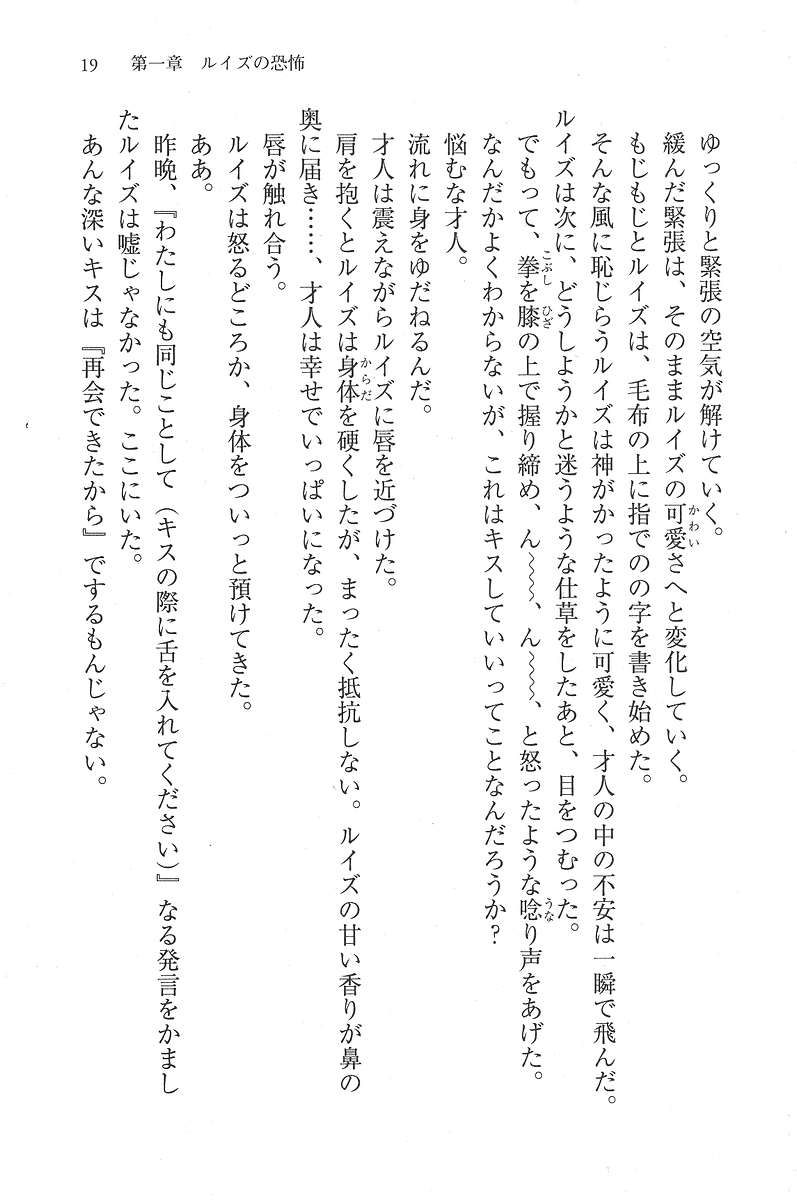 19　第一章　ルイズの恐怖
ゆっくりと緊張の空気が解けていく。
緩んだ緊張は、そのままルイズの可愛さへと変化していく。
もじもじとルイズは、毛布の上に指でのの字を書き始めた。
そんな風に恥じらうルイズは神がかったように可愛く、才人の中の不安は一瞬で飛んだ。
ルイズは次に、どうしようかと迷うような仕草をしたあと、目をつむった。
でもって、拳を膝の上で握り締め、ん～～～、ん～～～、と怒ったような唸り声をあげた。
なんだかよくわからないが、これはキスしていいってことなんだろうか？
悩むな才人。
流れに身をゆだねるんだ。
才人は震えながらルイズに唇を近づけた。
肩を抱くとルイズは身体を硬くしたが、まったく抵抗しない。ルイズの甘い香りが鼻の
奥に届き……、才人は幸せでいっぱいになった。
唇が触れ合う。
ルイズは怒るどころか、身体をついっと預けてきた。
ああ。
昨晩、『わたしにも同じことして（キスの際に舌を入れてください）』なる発言をかまし
たルイズは嘘じゃなかった。ここにいた。
あんな深いキスは『再会できたから』でするもんじゃない。